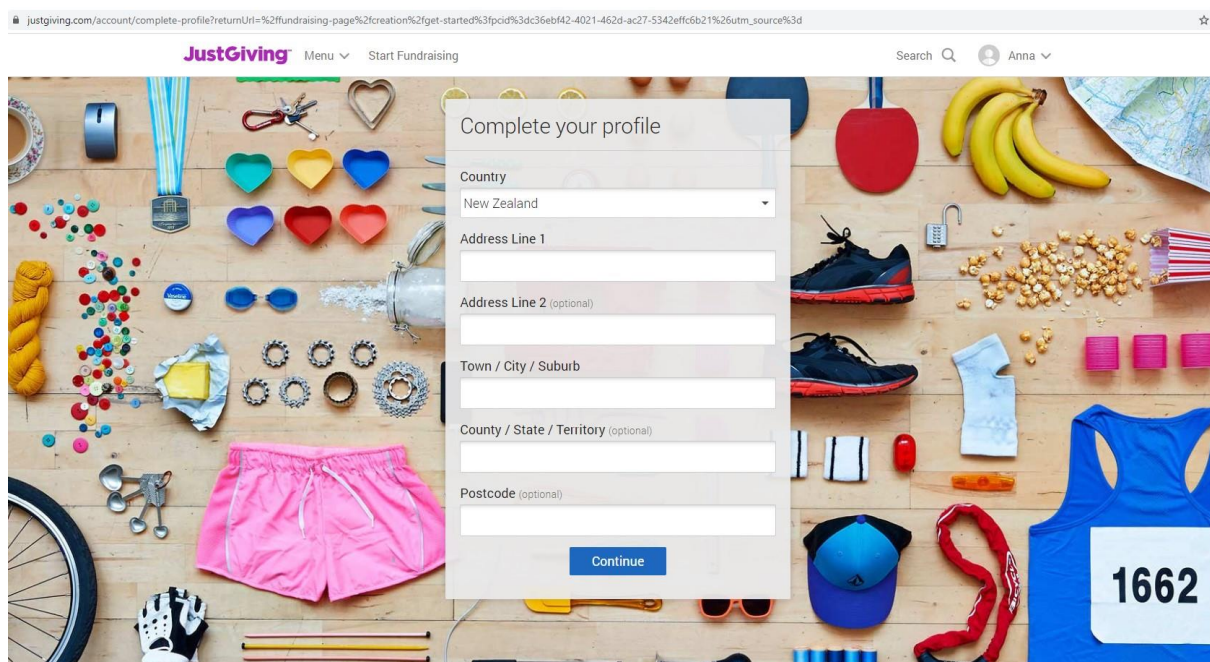 justgiving.com/account/complete-profile?returnUrl=%2ffundraising-page%2fcreation%2fget-started%3fpcid%3dc36ebf42-4021-462d-ac27-5342effc6b21%26utm_source%3d
JustGiving Menu Start Fundraising Search Anna
Complete your profile
Country
New Zealand
Address Line 1
Address Line 2 (optional)
Town / City / Suburb
County / State / Territory (optional)
Postcode (optional)
Continue
Vaseline
1662